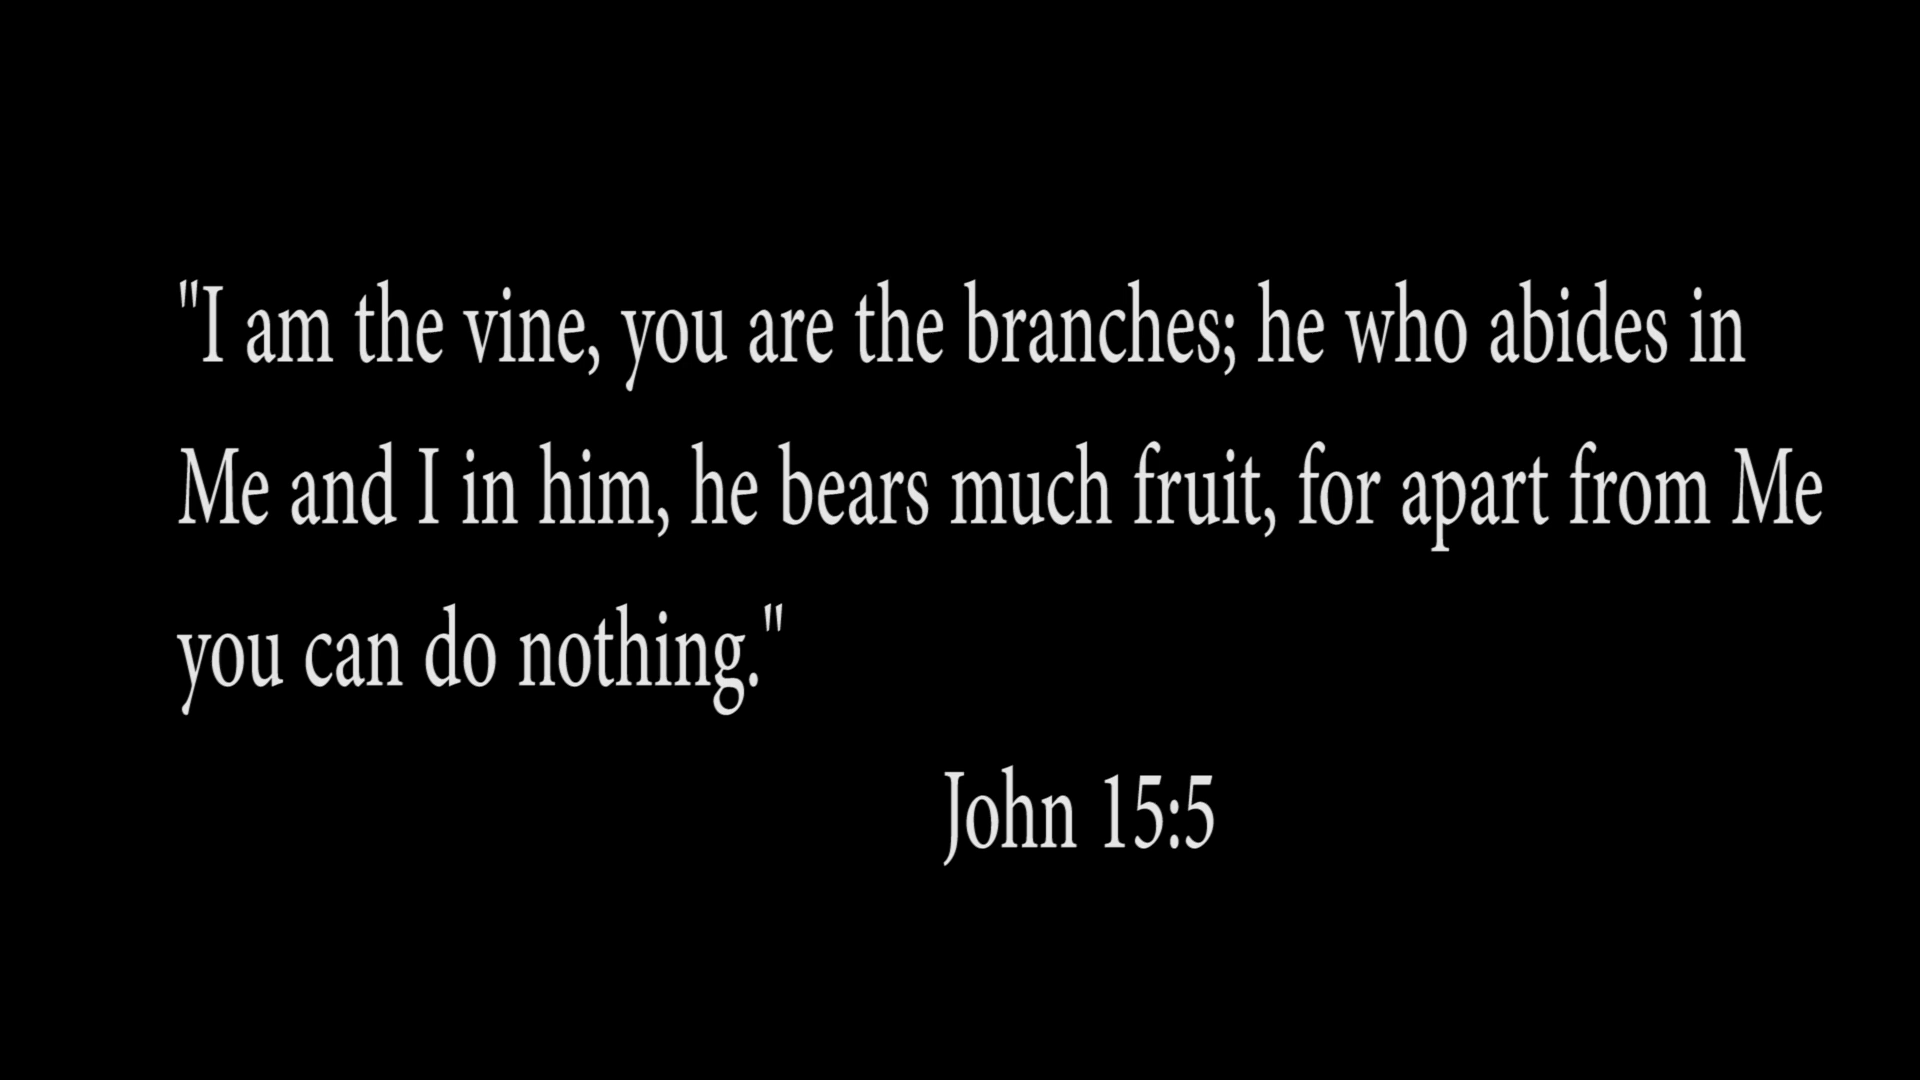 "I am the vine, you are the branches; he who abides in
Me and I in him, he bears much fruit, for apart from Me
you can do nothing."
John 15:5